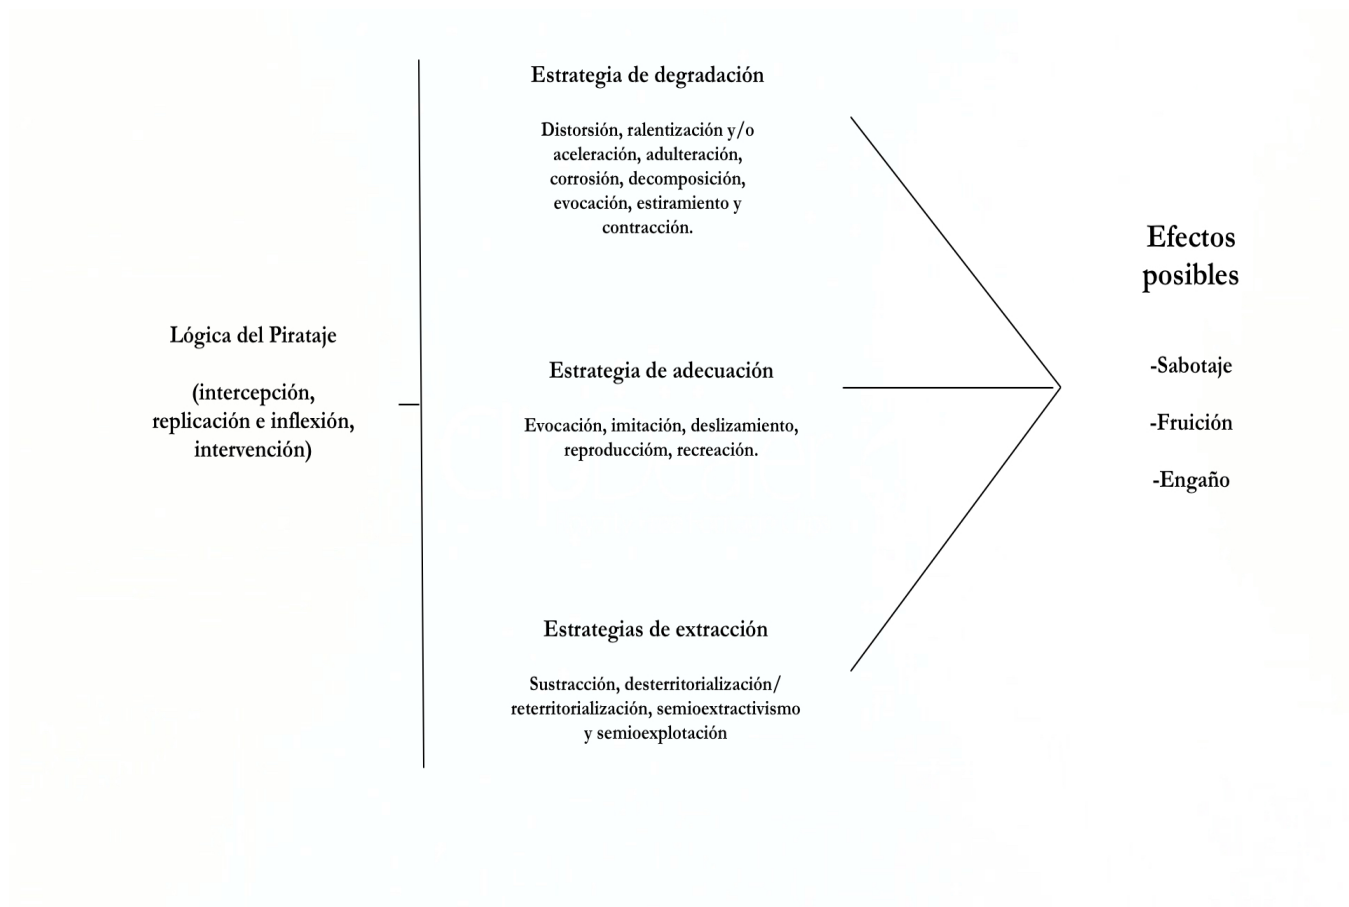 Lógica del Pirataje
(intercepción,
replicación e inflexión,
intervención)
Estrategia de degradación
Distorsión, ralentización y/o
aceleración, adulteración,
corrosión, decomposición,
evocación, estiramiento y
contracción.
Estrategia de adecuación
Evocación, imitación, deslizamiento,
reproduccióm, recreación.
Estrategias de extracción
Sustracción, desterritorialización/
reterritorialización, semioextractivismo
y semioexplotación
Efectos
posibles
-Sabotaje
-Fruición
-Engaño